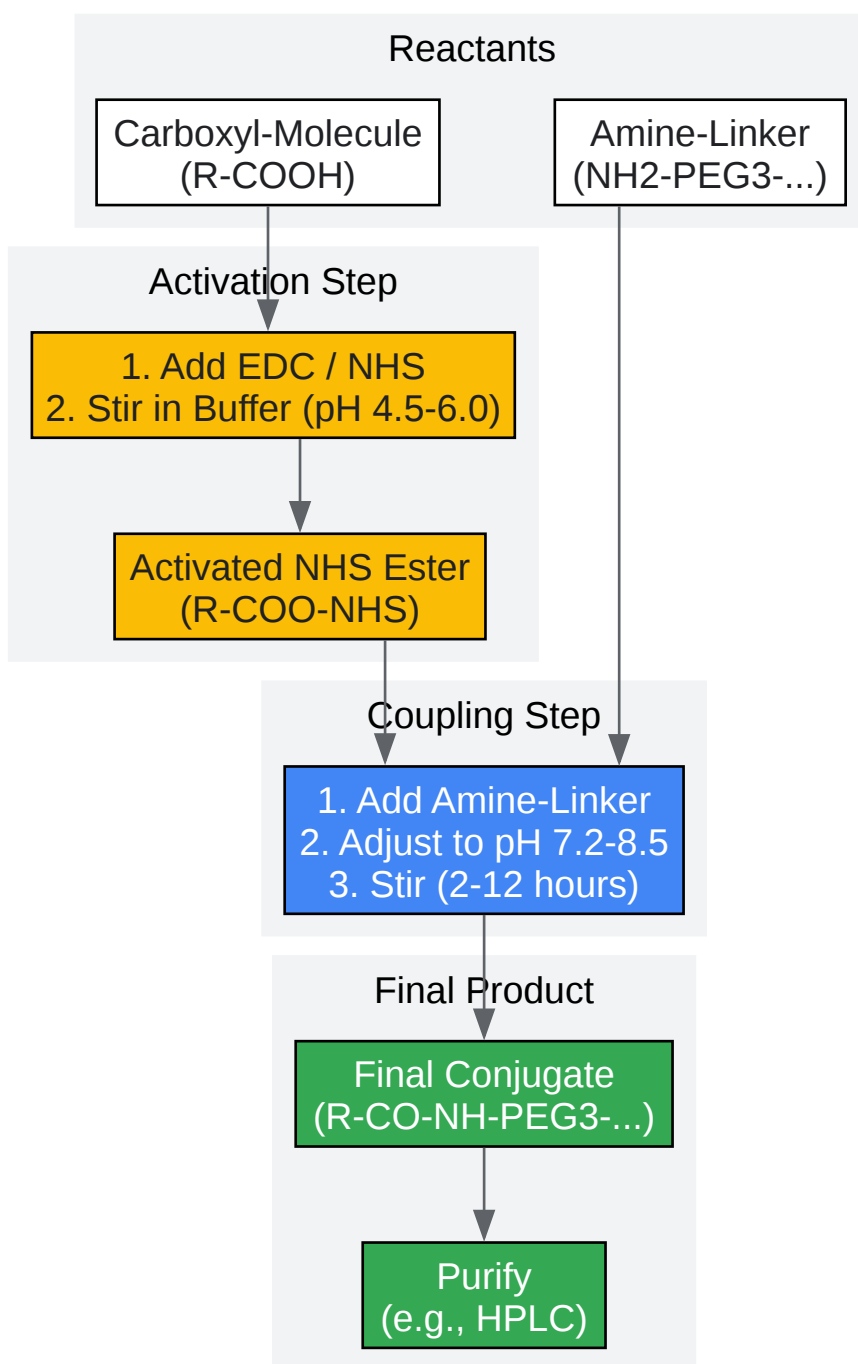 Reactants
Carboxyl-Molecule
(R-COOH)
Amine-Linker
(NH2-PEG3-...)
Activation Step
1. Add EDC / NHS
2. Stir in Buffer (pH 4.5-6.0)
Activated NHS Ester
(R-COO-NHS)
Coupling Step
1. Add Amine-Linker
2. Adjust to pH 7.2-8.5
3. Stir (2-12 hours)
Final Product
Final Conjugate
(R-CO-NH-PEG3-...)
Purify
(e.g., HPLC)